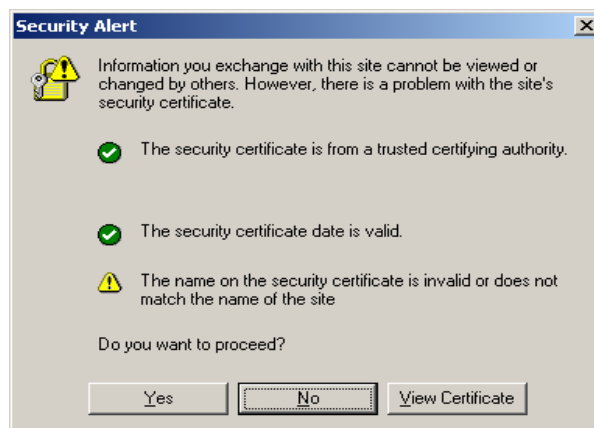 Security Alert
Information you exchange with this site cannot be viewed or
changed by others. However, there is a problem with the site's
security certificate.
The security certificate is from a trusted certifying authority.
The security certificate date is valid.
The name on the security certificate is invalid or does not
match the name of the site
Do you want to proceed?
Yes No View Certificate